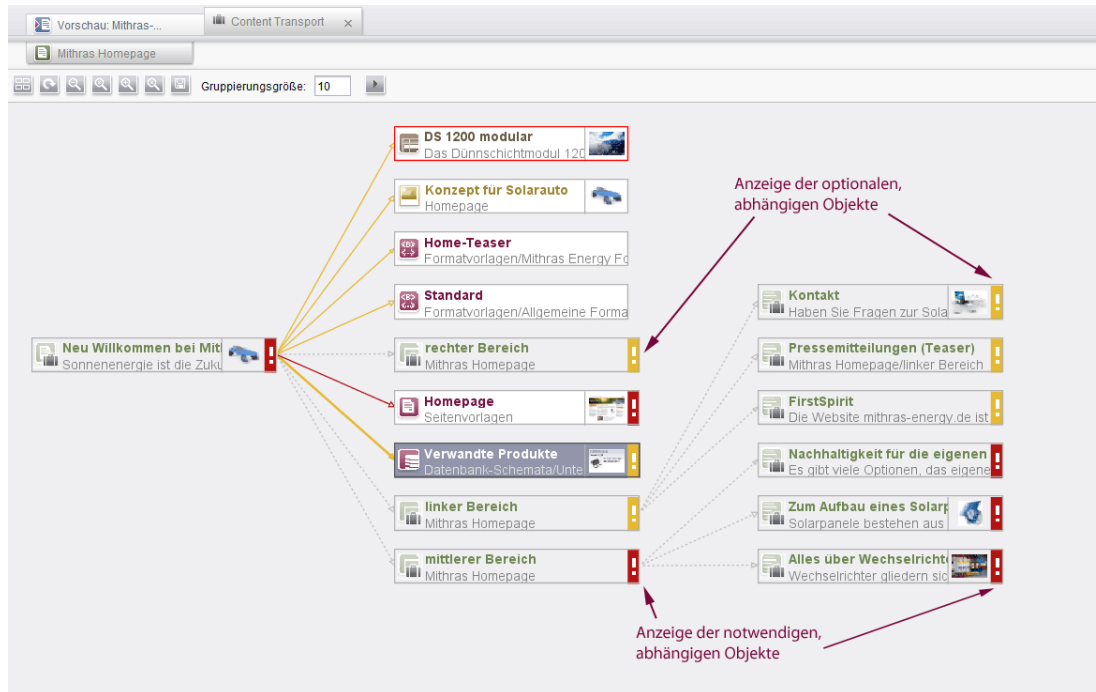 Vorschau: Mithras-...
Content Transport
Mithras Homepage
Gruppierungsgröße: 10
DS 1200 modular
Das Dünnschichtmodul 120
Konzept für Solarauto
Homepage
Home-Teaser
Formatvorlagen/Mithras Energy Fo
Standard
Formatvorlagen/Allgemeine Forma
Neu Willkommen bei Mitl
Sonnenenergie ist die Zuku
rechter Bereich
Mithras Homepage
Homepage
Seitenvorlagen
Verwandte Produkte
Datenbank-Schemata/Unte
linker Bereich
Mithras Homepage
mittlerer Bereich
Mithras Homepage
Anzeige der optionalen,
abhängigen Objekte
Kontakt
Haben Sie Fragen zur Sola
Pressemitteilungen (Teaser)
Mithras Homepage/linker Bereich
FirstSpirit
Die Website mithras-energy.de ist
Nachhaltigkeit für die eigenen
Es gibt viele Optionen, das eigene
Zum Aufbau eines Solarp
Solarpanele bestehen aus
Alles über Wechselrichte
Wechselrichter gliedern sic
Anzeige der notwendigen,
abhängigen Objekte